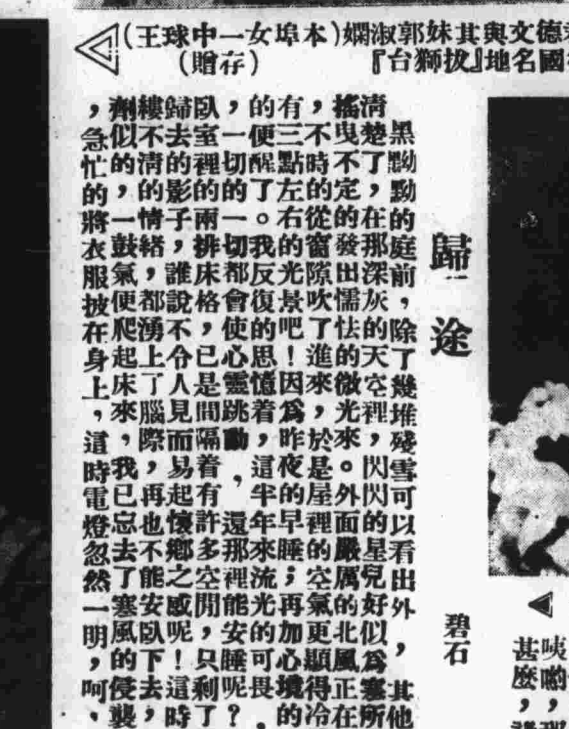 德文與其妹郭淑嫻(本埠女一中球王)
國名地『拔獅台』(存贈)
歸途
碧石
黑黝黝的庭前，除了幾堆殘雪可以看出外，其他
清楚了，在那深灰的天空裡，閃閃的星兒好似為寒所
搖曳不定的發出懦怯的微光來。外面嚴厲的北風正在
，不時的從窗隙吹了進來，於是屋裡的空氣更顯得冷
有三點左右的光景吧！因為昨夜的早睡；再加心境的
的便醒了。我反復的思憶着，這半年來流光的可畏，
，一切的一切都會使心靈跳動，還那裡能安睡呢？
臥室裡的兩排床格，已是間隔着有許多空閒，只剩了
歸去的影子，誰說不令人見而易起懷鄉之感呢！這時
縷不清的情緒，都湧上了腦際，再也不能安臥下去，
劑似的，一鼓氣便爬起床來，我已忘去了寒風的侵襲
，急忙的將衣服披在身上，這時電燈忽然一明，呵，
咦喲
甚麼，